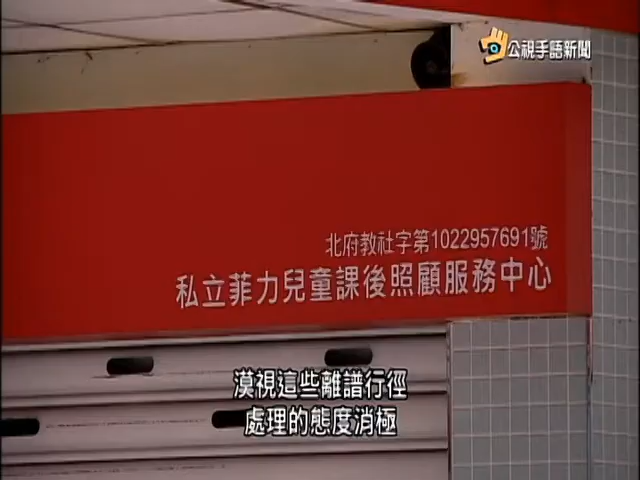 公視手語新聞
北府教社字第1022957691號
私立菲力兒童課後照顧服務中心
漠視這些離譜行徑
處理的態度消極